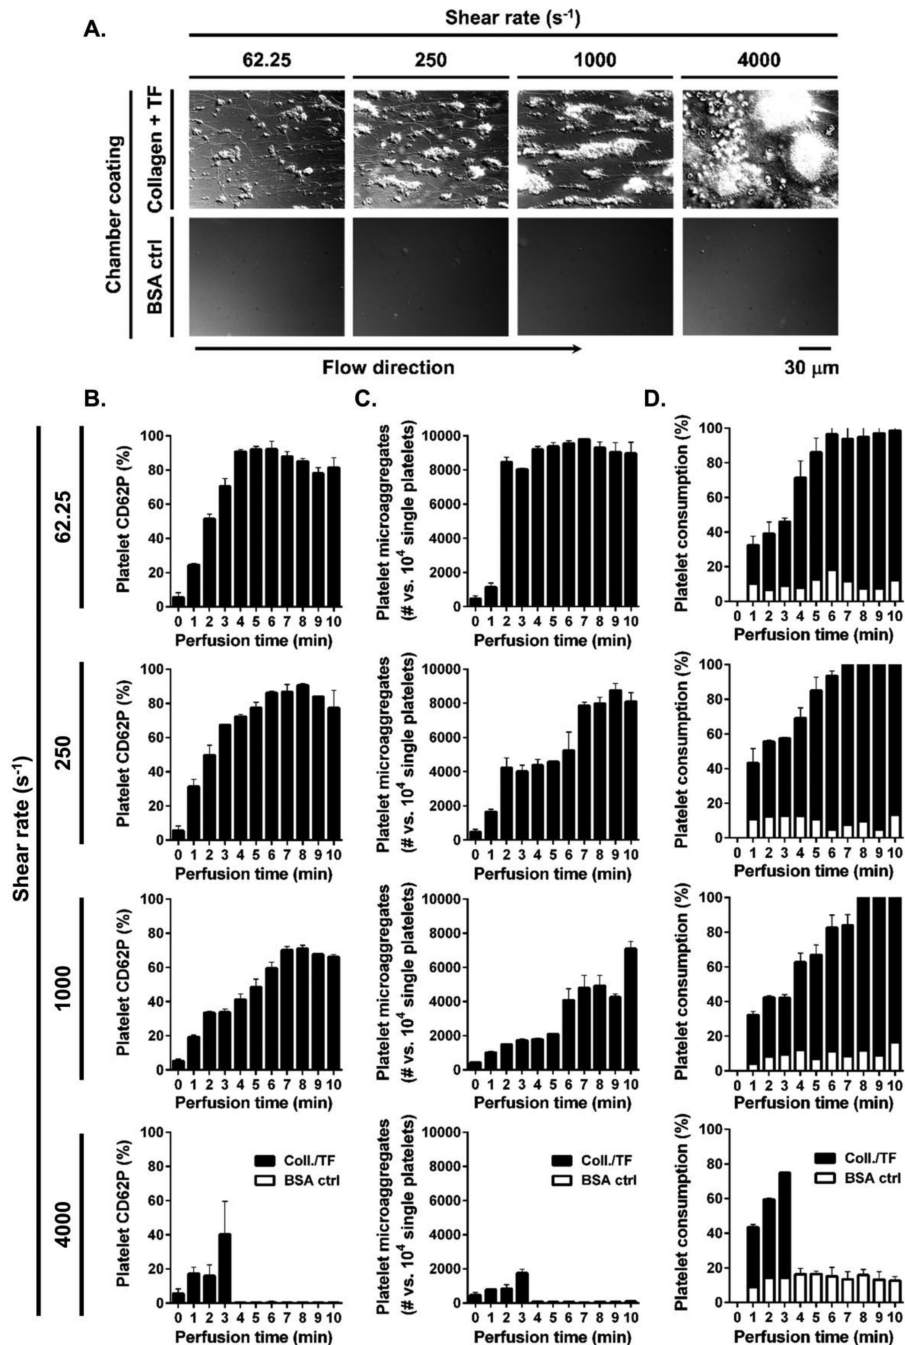 A.
Shear rate (s-1)
62.25 250 1000 4000
Chamber coating
Collagen + TF
BSA ctrl
Flow direction
30 μm
B. C. D.
Shear rate (s-1)
62.25
Platelet CD62P (%)
100
80
60
40
20
0
0 1 2 3 4 5 6 7 8 9 10
Perfusion time (min)
Platelet microaggregates
(# vs. 10⁴ single platelets)
10000
8000
6000
4000
2000
0
0 1 2 3 4 5 6 7 8 9 10
Perfusion time (min)
Platelet consumption (%)
100
80
60
40
20
0
0 1 2 3 4 5 6 7 8 9 10
Perfusion time (min)
250
Platelet CD62P (%)
100
80
60
40
20
0
0 1 2 3 4 5 6 7 8 9 10
Perfusion time (min)
Platelet microaggregates
(# vs. 10⁴ single platelets)
10000
8000
6000
4000
2000
0
0 1 2 3 4 5 6 7 8 9 10
Perfusion time (min)
Platelet consumption (%)
100
80
60
40
20
0
0 1 2 3 4 5 6 7 8 9 10
Perfusion time (min)
1000
Platelet CD62P (%)
100
80
60
40
20
0
0 1 2 3 4 5 6 7 8 9 10
Perfusion time (min)
Platelet microaggregates
(# vs. 10⁴ single platelets)
10000
8000
6000
4000
2000
0
0 1 2 3 4 5 6 7 8 9 10
Perfusion time (min)
Platelet consumption (%)
100
80
60
40
20
0
0 1 2 3 4 5 6 7 8 9 10
Perfusion time (min)
4000
Platelet CD62P (%)
100
80
60
40
20
0
Coll./TF
BSA ctrl
0 1 2 3 4 5 6 7 8 9 10
Perfusion time (min)
Platelet microaggregates
(# vs. 10⁴ single platelets)
10000
8000
6000
4000
2000
0
Coll./TF
BSA ctrl
0 1 2 3 4 5 6 7 8 9 10
Perfusion time (min)
Platelet consumption (%)
100
80
60
40
20
0
Coll./TF
BSA ctrl
0 1 2 3 4 5 6 7 8 9 10
Perfusion time (min)